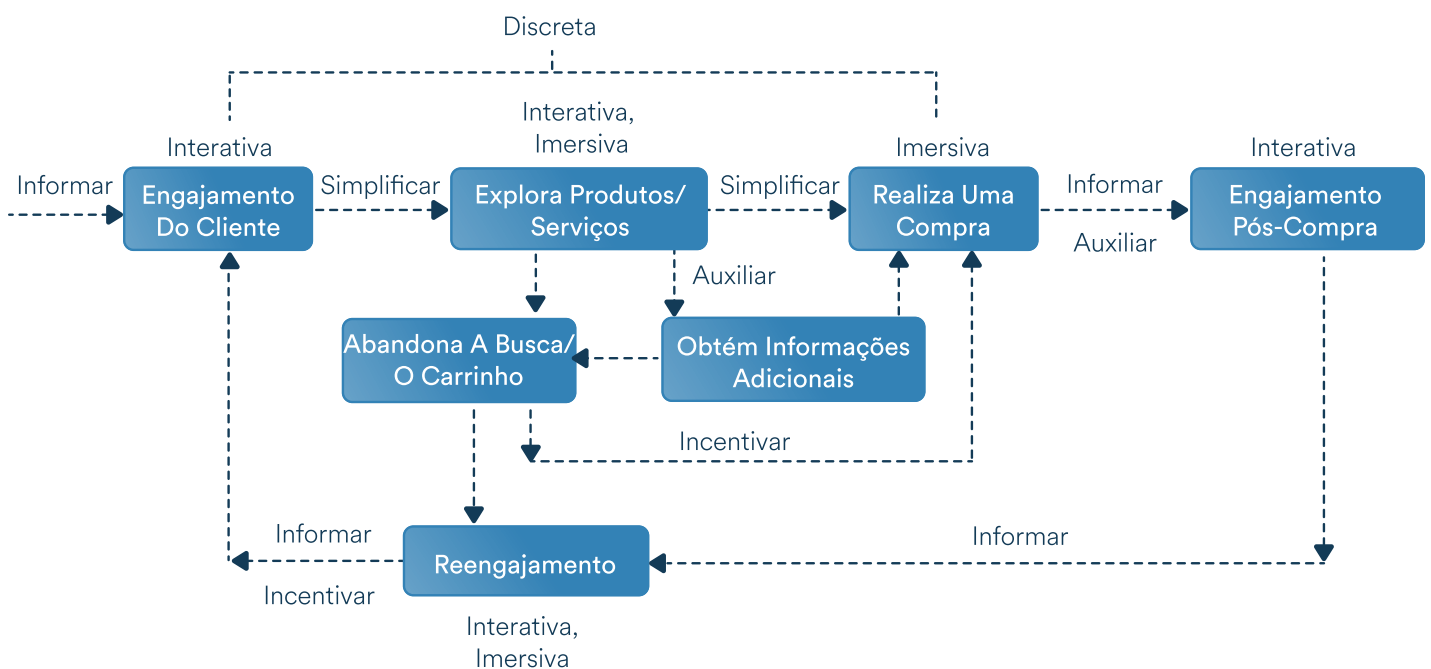 Discreta
Interativa,
Imersiva
Interativa
Imersiva
Interativa
Informar
Engajamento
Do Cliente
Simplificar
Explora Produtos/
Serviços
Simplificar
Realiza Uma
Compra
Informar
Auxiliar
Engajamento
Pós-Compra
Auxiliar
Abandona A Busca/
O Carrinho
Obtém Informações
Adicionais
Incentivar
Informar
Incentivar
Reengajamento
Informar
Interativa,
Imersiva